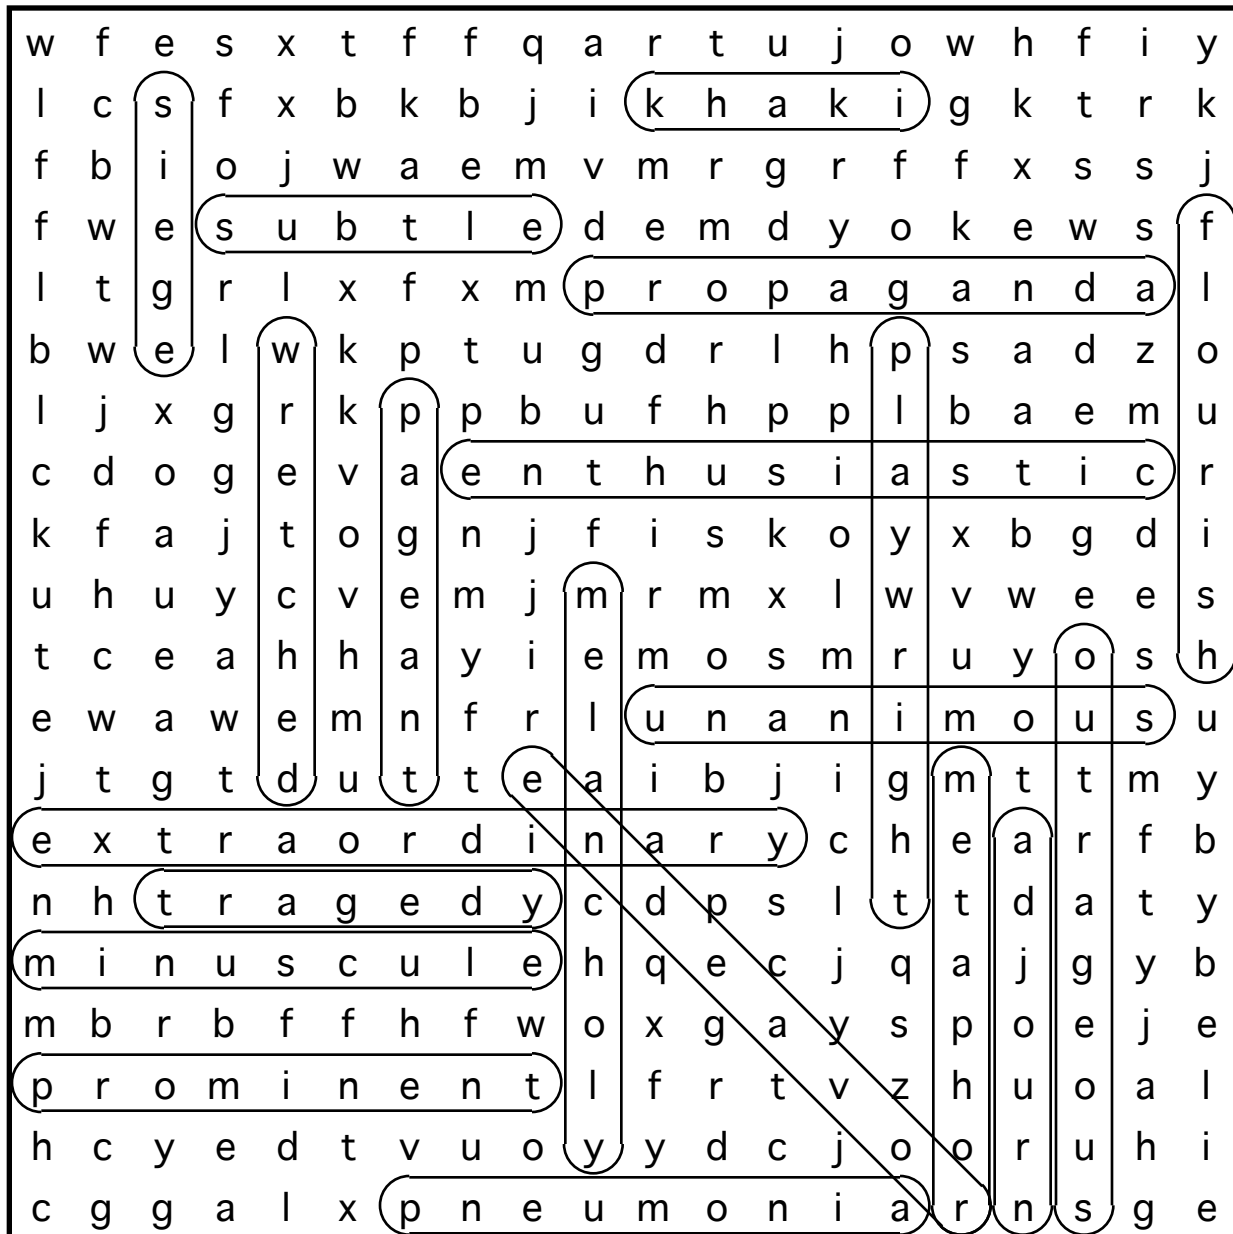 w f e s x t f f q a r t u j o w h f i y
l c s f x b k b j i k h a k i g k t r k
f b i o j w a e m v m r g r f f x s s j
f w e s u b t l e d e m d y o k e w s f
l t g r l x f x m p r o p a g a n d a l
b w e l w k p t u g d r l h p s a d z o
l j x g r k p p b u f h p p l b a e m u
c d o g e v a e n t h u s i a s t i c r
k f a j t o g n j f i s k o y x b g d i
u h u y c v e m j m r m x l w v w e e s
t c e a h h a y i e m o s m r u y o s h
e w a w e m n f r l u n a n i m o u s u
j t g t d u t t e a i b j i g m t t m y
e x t r a o r d i n a r y c h e a r f b
n h t r a g e d y c d p s l t t d a t y
m i n u s c u l e h q e c j q a j g y b
m b r b f f h f w o x g a y s p o e j e
p r o m i n e n t l f r t v z h u o a l
h c y e d t v u o y y d c j o o r u h i
c g g a l x p n e u m o n i a r n s g e